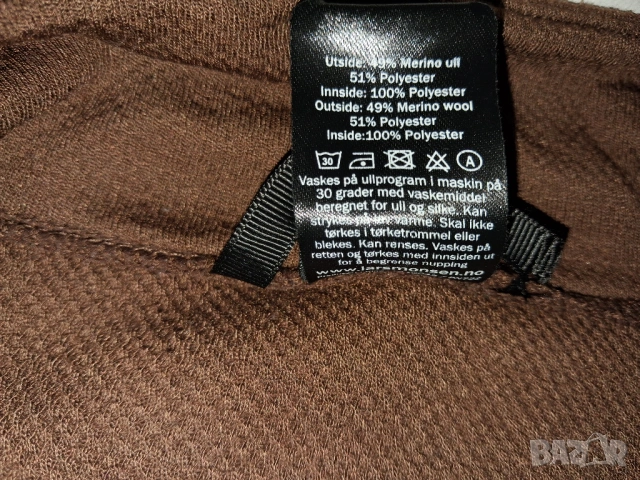 Utside: 49% Merino ull
51% Polyester
Innside: 100% Polyester
Outside: 49% Merino wool
51% Polyester
Inside:100% Polyester
30 A
Vaskes på ullprogram i maskin på
30 grader med vaskemiddel
beregnet for ull og silke. Kan
strykes på lav varme. Skal ikke
tørkes i tørketrommel eller
blekes. Kan renses. Vaskes på
retten og tørkes med innsiden ut
for å begrense nupping
www.larsmonsen.no
BAZAR